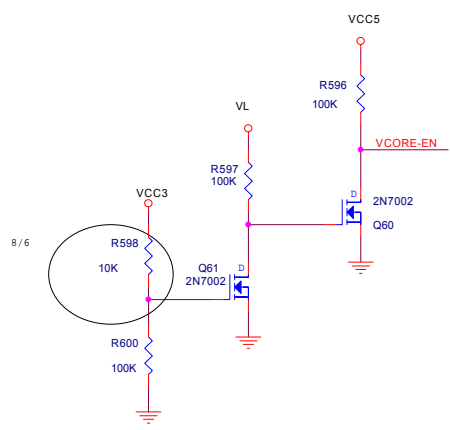 VCC5
R596
100K
VL
VCORE-EN
R597
100K
D
2N7002
Q60
VCC3
8/6
R598
10K
Q61
2N7002
D
R600
100K